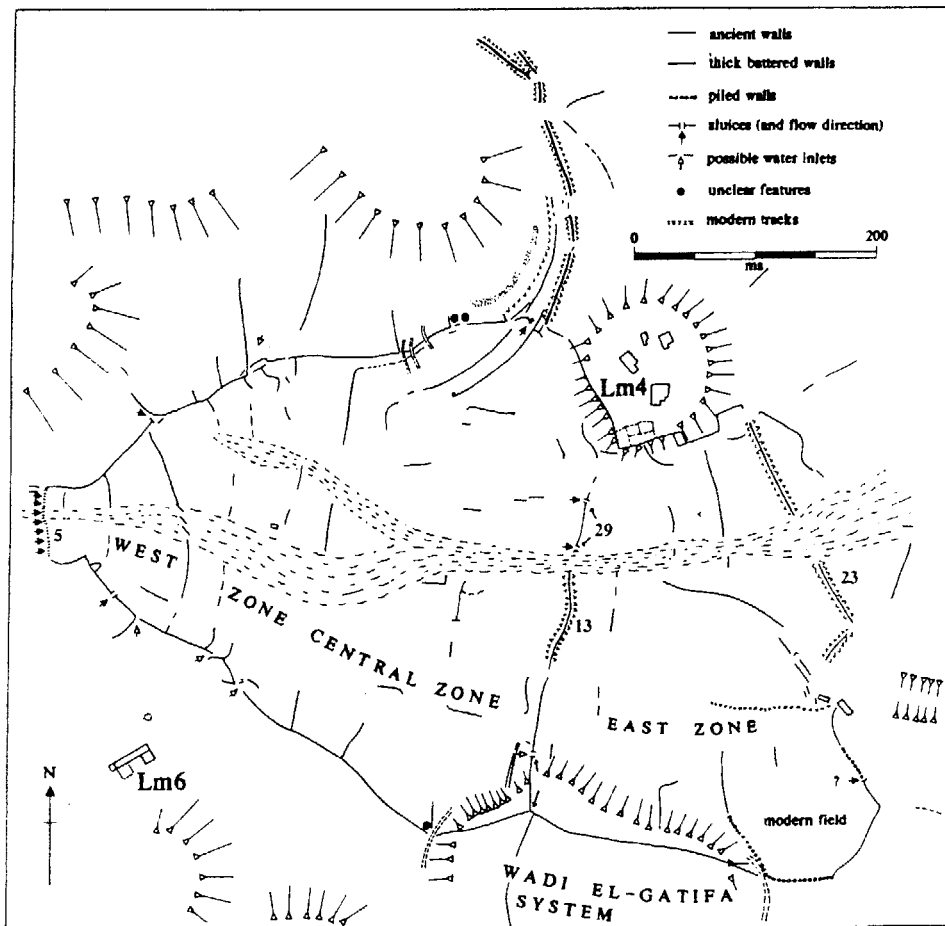 ancient walls
thick battered walls
piled walls
sluices (and flow direction)
possible water inlets
unclear features
modern tracks
0 200
ms
Lm4
29
5
WEST
23
13
ZONE CENTRAL ZONE
EAST ZONE
Lm6
N
?
modern field
WADI EL-GATIFA
SYSTEM